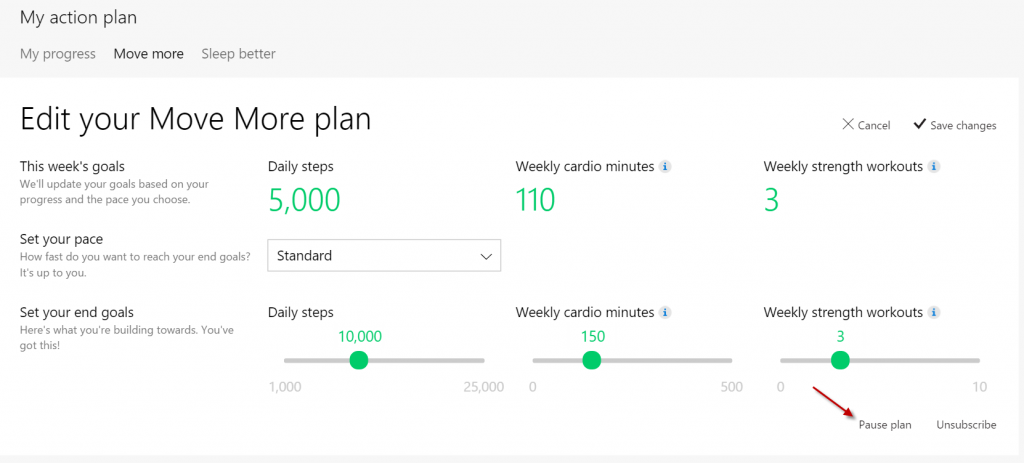 My action plan
My progress Move more Sleep better
Edit your Move More plan
Cancel Save changes
This week's goals
We'll update your goals based on your
progress and the pace you choose.
Daily steps
5,000
Weekly cardio minutes i
110
Weekly strength workouts i
3
Set your pace
How fast do you want to reach your end goals?
It's up to you.
Standard
Set your end goals
Here's what you're building towards. You've
got this!
Daily steps
10,000
1,000 25,000
Weekly cardio minutes i
150
0 500
Weekly strength workouts i
3
0 10
Pause plan Unsubscribe